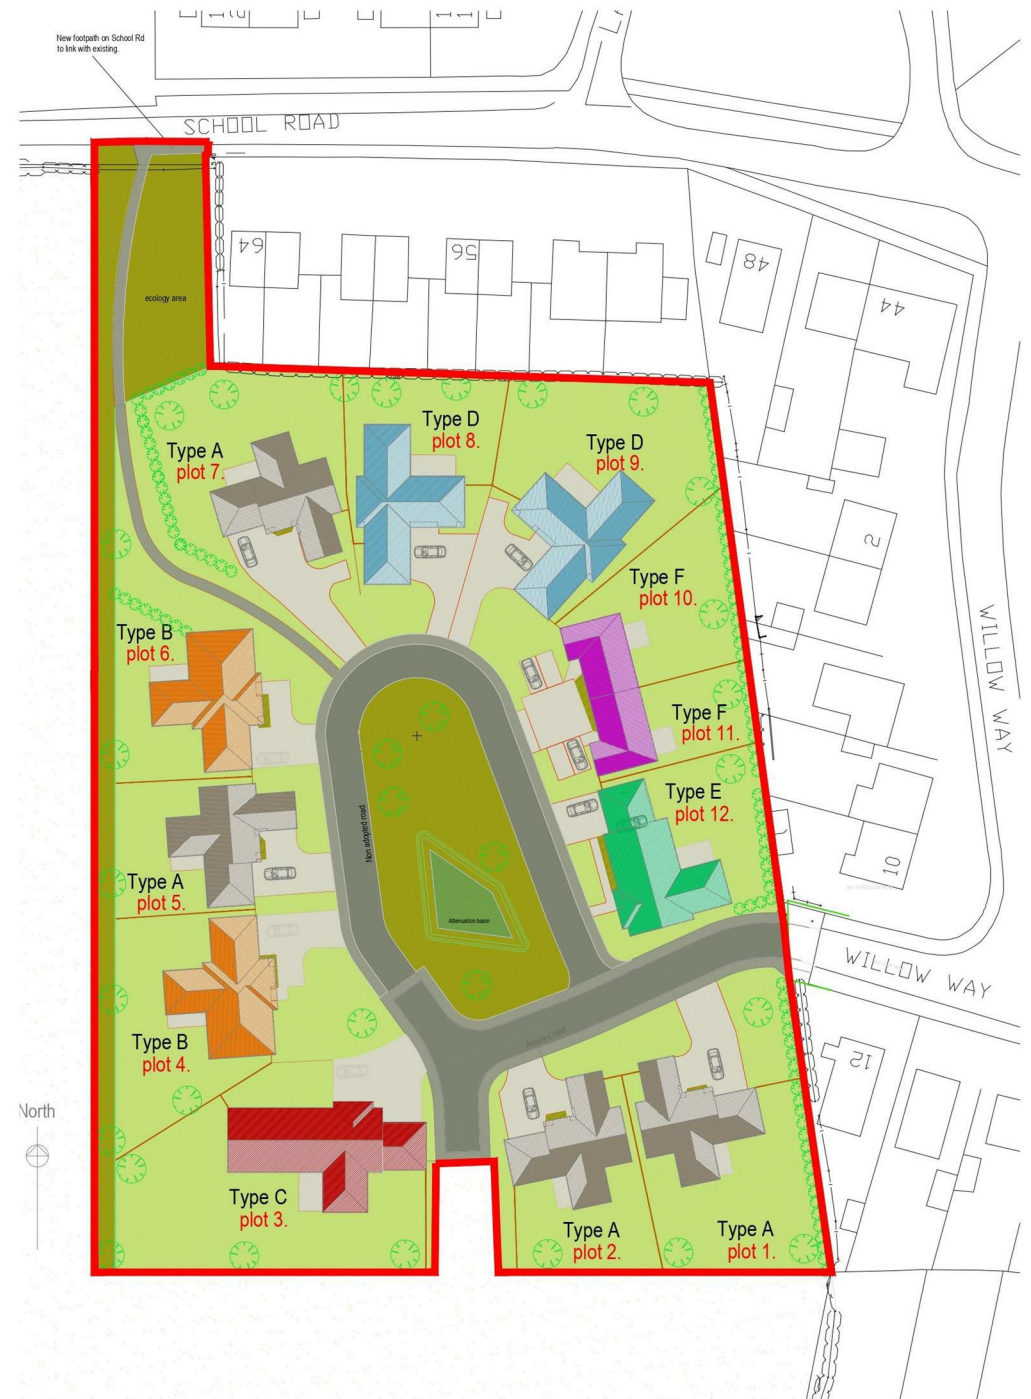 New footpath on School Rd
to link with existing.
SCHOOL ROAD
64
56
48
44
ecology area
Type A
plot 7.
Type D
plot 8.
Type D
plot 9.
2
Type F
plot 10.
WILLOW WAY
Type B
plot 6.
Type F
plot 11.
Type E
plot 12.
Non adopted road
10
Type A
plot 5.
Attenuation basin
WILLOW WAY
Type B
plot 4.
Adopted road
12
North
Type C
plot 3.
Type A
plot 2.
Type A
plot 1.